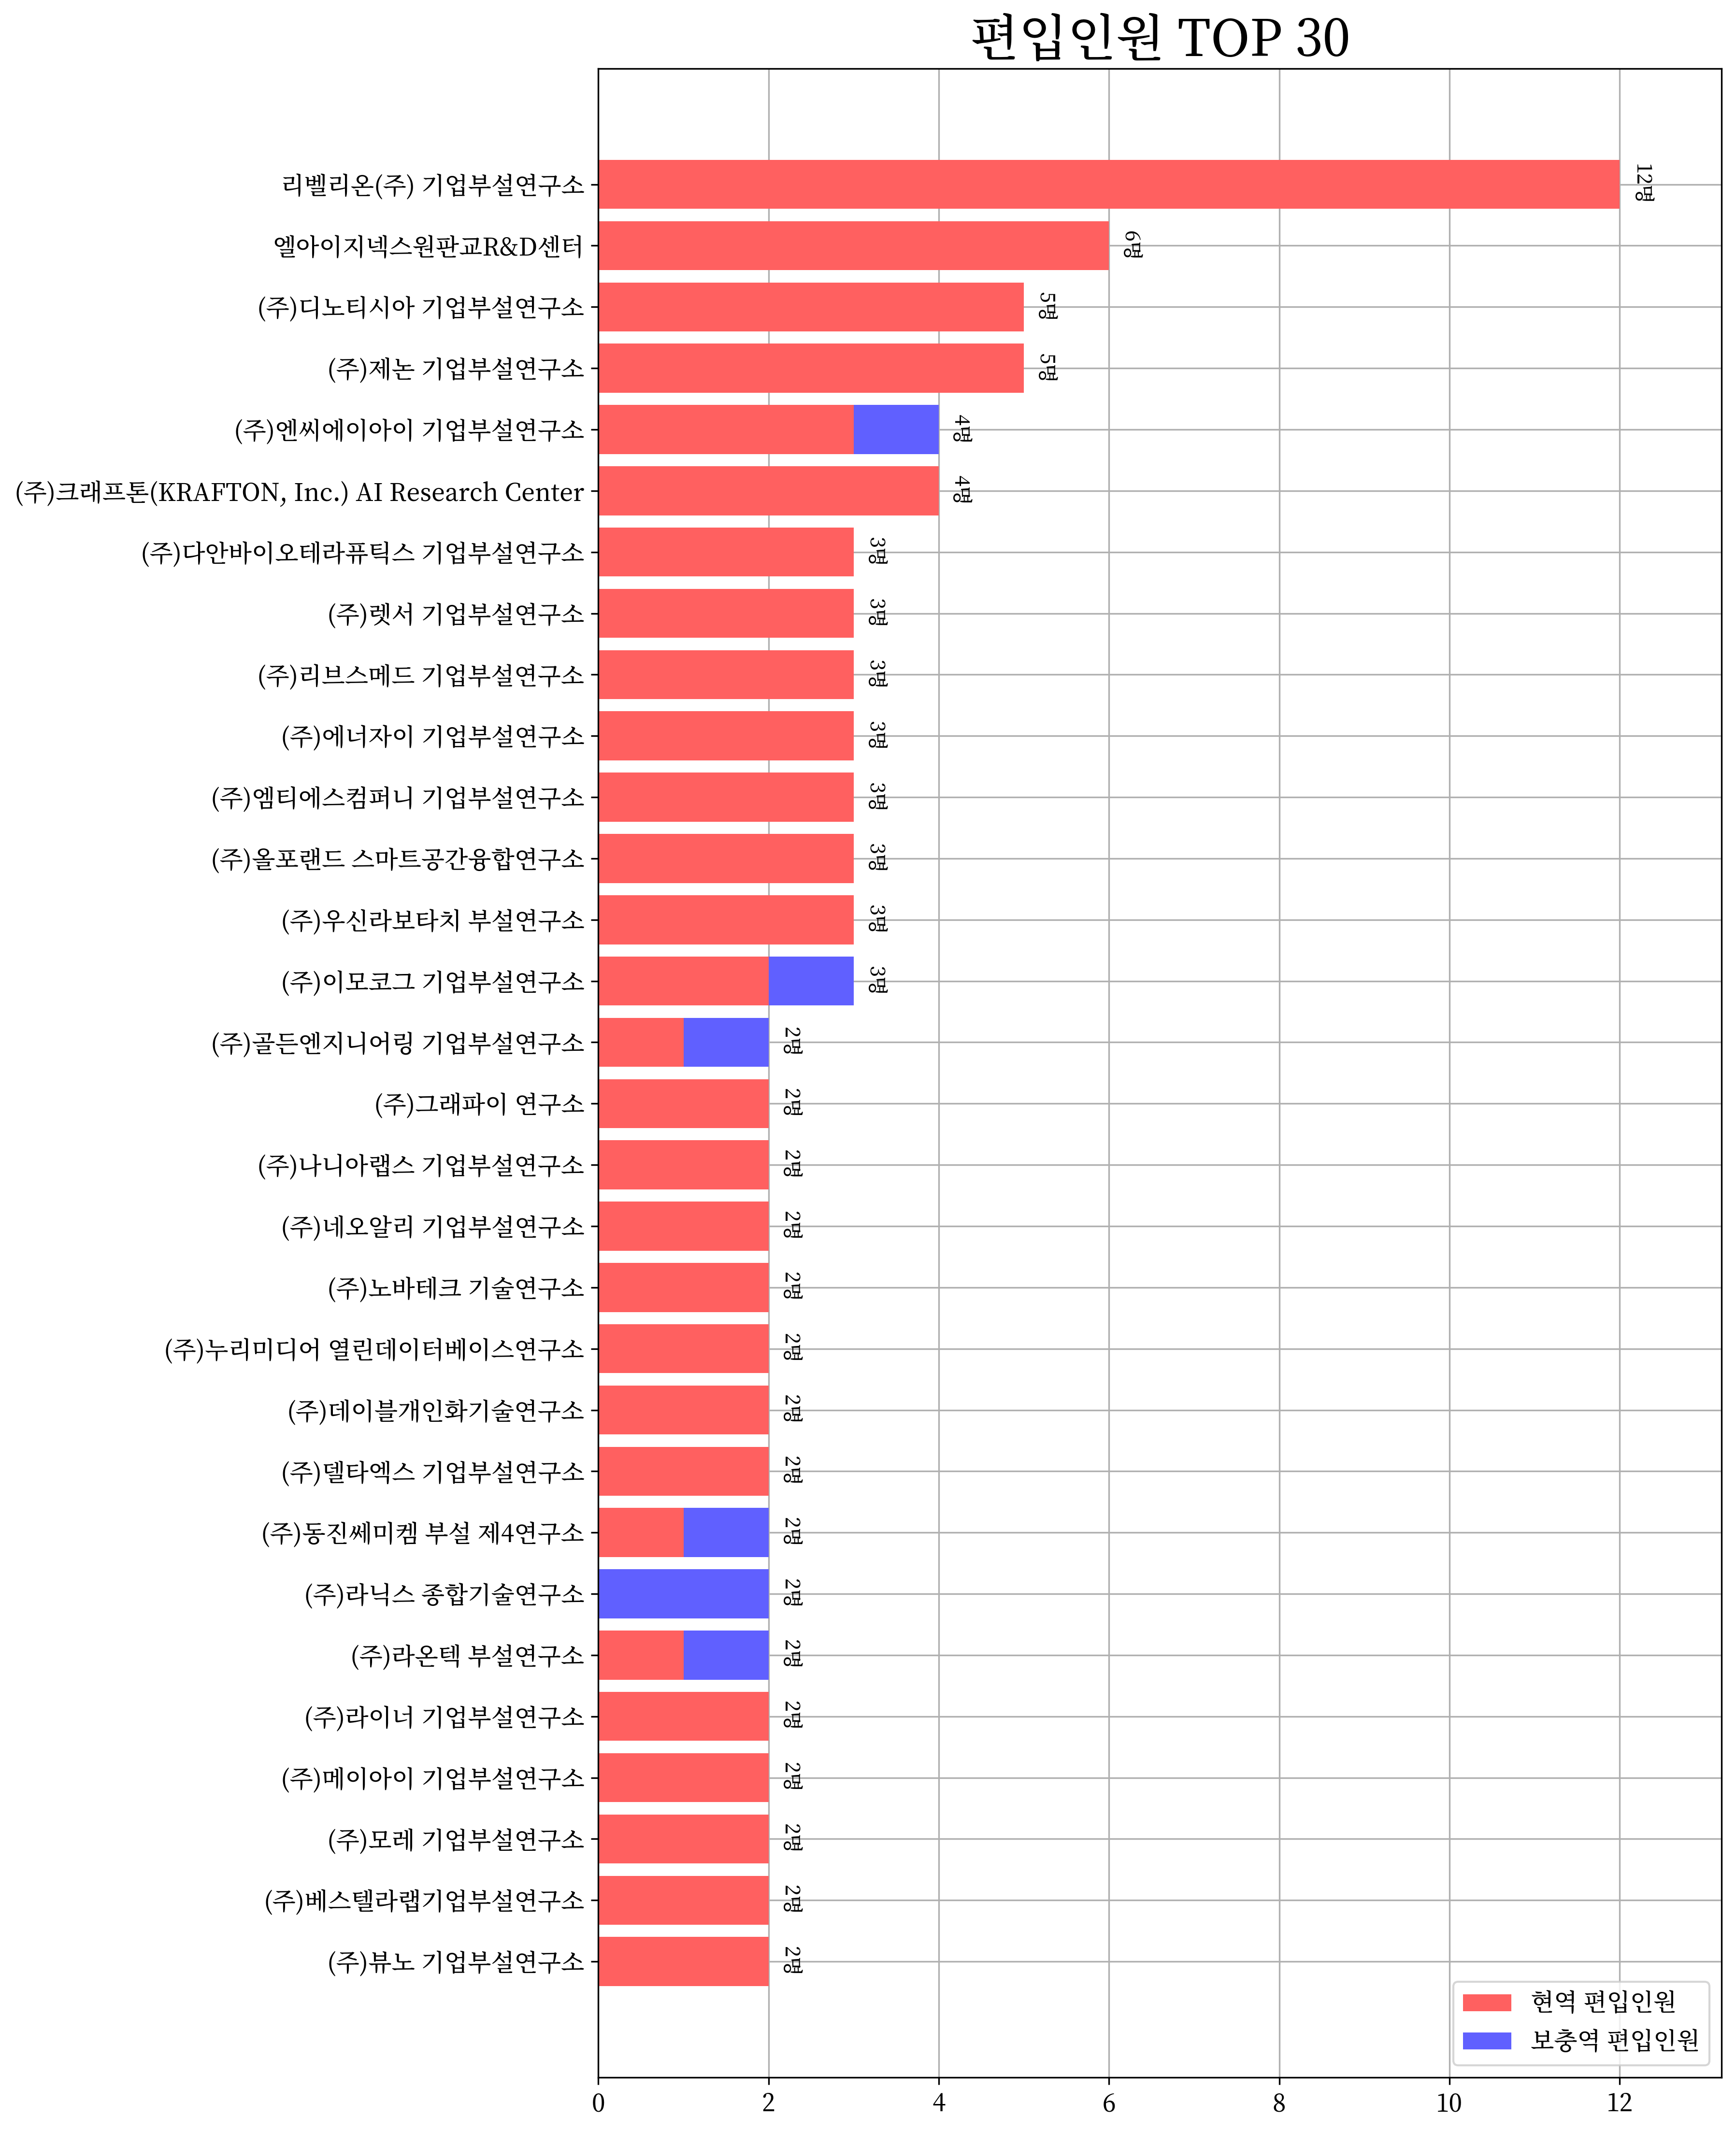 편입인원 TOP 30
리벨리온(주) 기업부설연구소
12명
엘아이지넥스원판교R&D센터
6명
(주)디노티시아 기업부설연구소
5명
(주)제논 기업부설연구소
5명
(주)엔씨에이아이 기업부설연구소
4명
(주)크래프톤(KRAFTON, Inc.) AI Research Center
4명
(주)다안바이오테라퓨틱스 기업부설연구소
3명
(주)렛서 기업부설연구소
3명
(주)리브스메드 기업부설연구소
3명
(주)에너자이 기업부설연구소
3명
(주)엠티에스컴퍼니 기업부설연구소
3명
(주)올포랜드 스마트공간융합연구소
3명
(주)우신라보타치 부설연구소
3명
(주)이모코그 기업부설연구소
3명
(주)골든엔지니어링 기업부설연구소
2명
(주)그래파이 연구소
2명
(주)나니아랩스 기업부설연구소
2명
(주)네오알리 기업부설연구소
2명
(주)노바테크 기술연구소
2명
(주)누리미디어 열린데이터베이스연구소
2명
(주)데이블개인화기술연구소
2명
(주)델타엑스 기업부설연구소
2명
(주)동진쎄미켐 부설 제4연구소
2명
(주)라닉스 종합기술연구소
2명
(주)라온텍 부설연구소
2명
(주)라이너 기업부설연구소
2명
(주)메이아이 기업부설연구소
2명
(주)모레 기업부설연구소
2명
(주)베스텔라랩기업부설연구소
2명
(주)뷰노 기업부설연구소
2명
현역 편입인원
보충역 편입인원
0 2 4 6 8 10 12